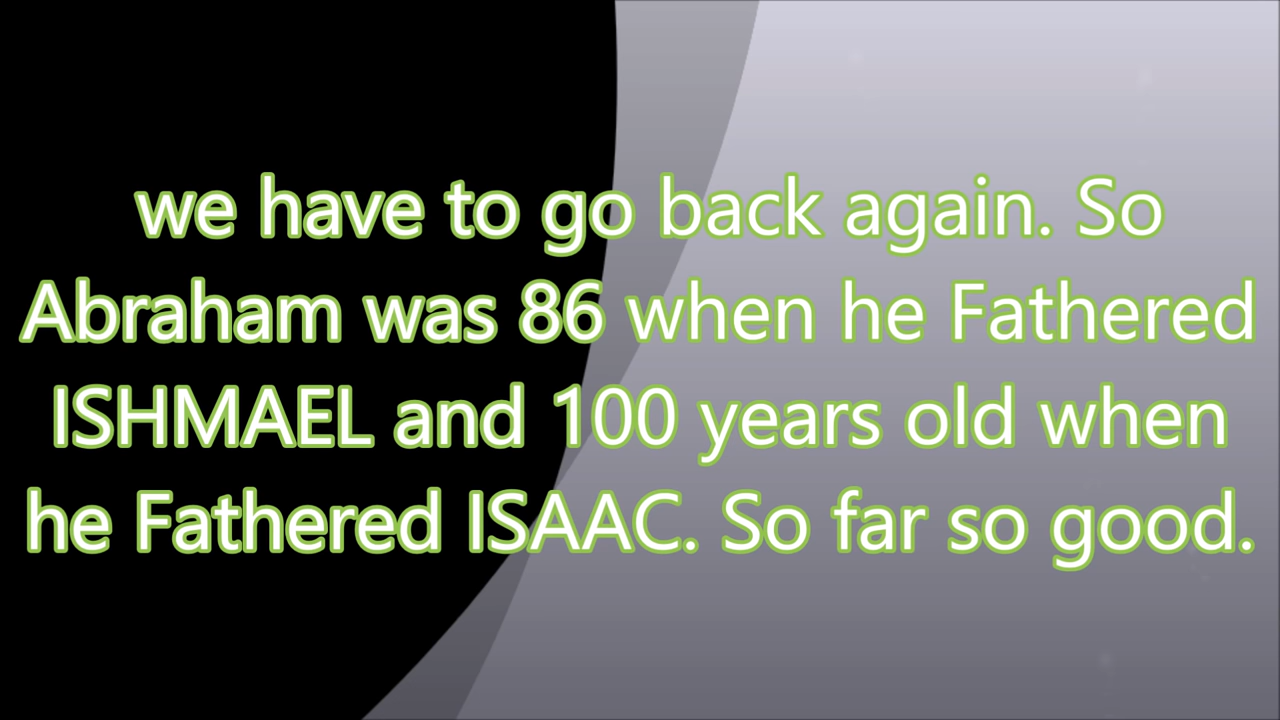 we have to go back again. So
Abraham was 86 when he Fathered
ISHMAEL and 100 years old when
he Fathered ISAAC. So far so good.